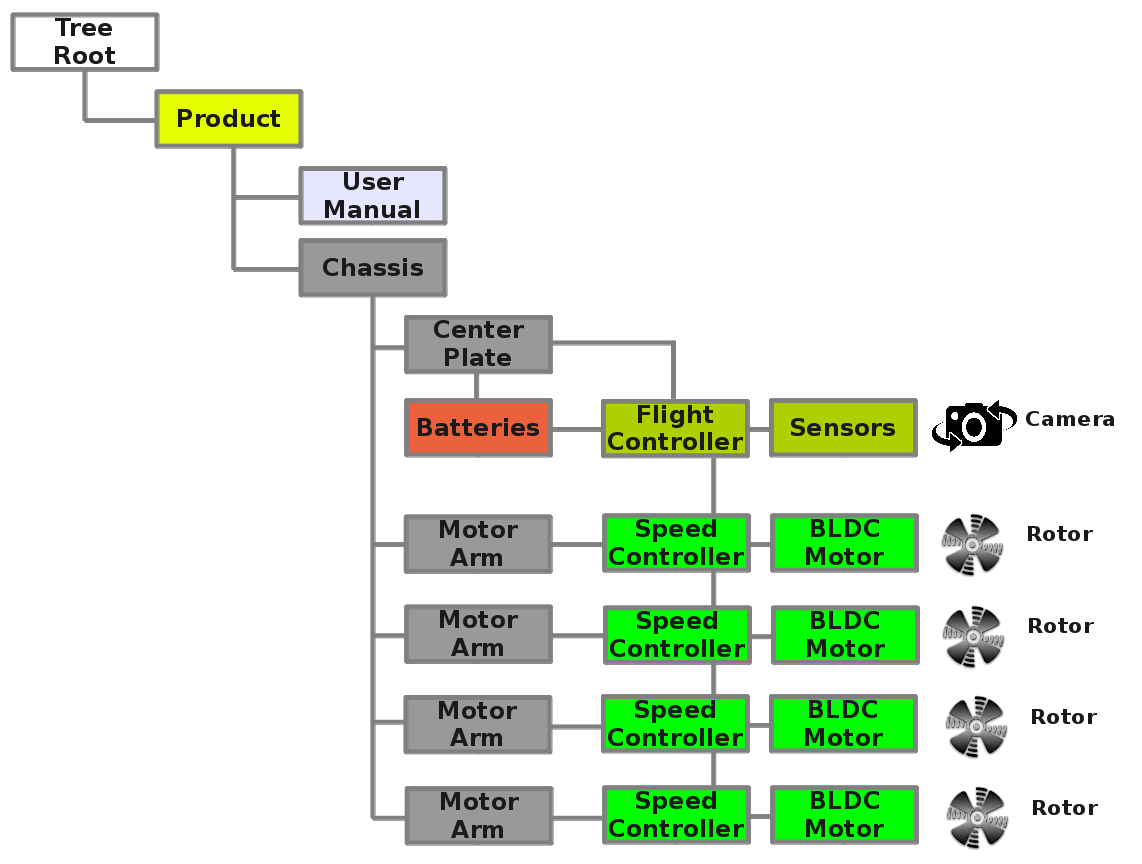 Tree
Root
Product
User
Manual
Chassis
Center
Plate
Batteries
Flight
Controller
Sensors
Camera
Motor
Arm
Speed
Controller
BLDC
Motor
Rotor
Motor
Arm
Speed
Controller
BLDC
Motor
Rotor
Motor
Arm
Speed
Controller
BLDC
Motor
Rotor
Motor
Arm
Speed
Controller
BLDC
Motor
Rotor